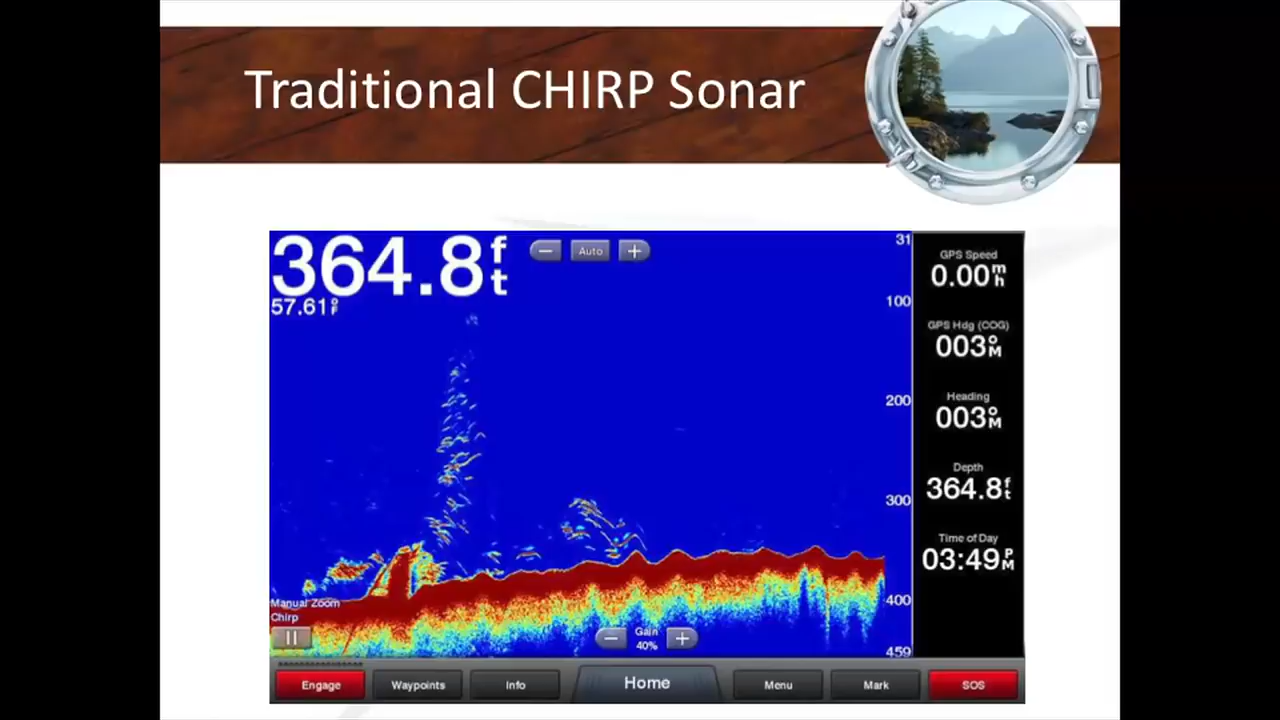 Traditional CHIRP Sonar
364.8ft
57.61°F
Auto
31
100
200
300
400
459
Manual Zoom
Chirp
Gain
40%
GPS Speed
0.00mh
GPS Hdg (COG)
003°M
Heading
003°M
Depth
364.8ft
Time of Day
03:49PM
Engage
Waypoints
Info
Home
Menu
Mark
SOS